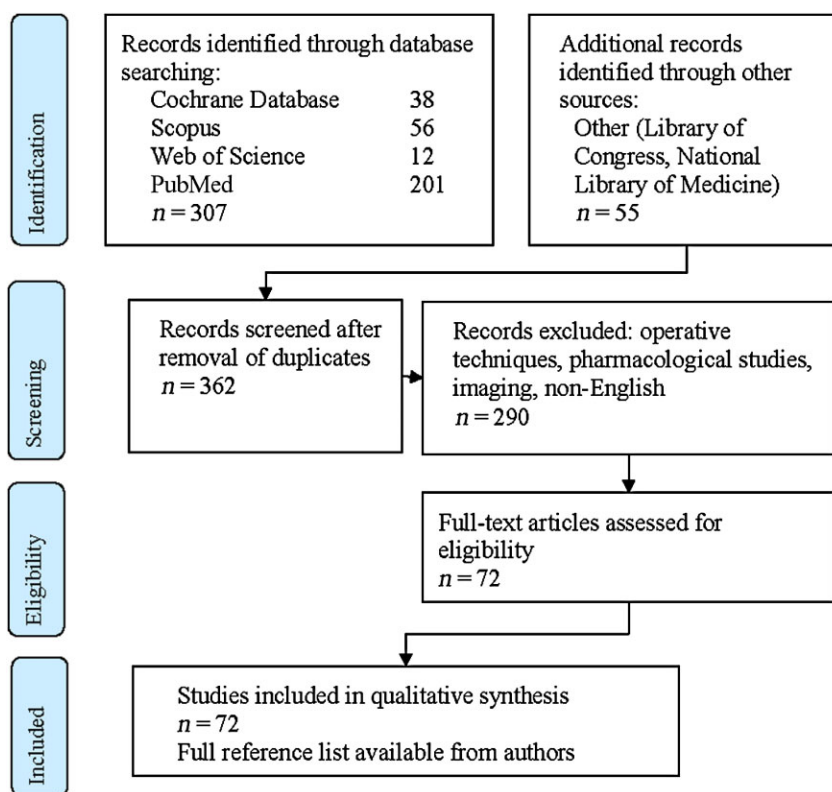 Identification
Records identified through database
searching:
Cochrane Database 38
Scopus 56
Web of Science 12
PubMed 201
n = 307
Additional records
identified through other
sources:
Other (Library of
Congress, National
Library of Medicine)
n = 55
Screening
Records screened after
removal of duplicates
n = 362
Records excluded: operative
techniques, pharmacological studies,
imaging, non-English
n = 290
Eligibility
Full-text articles assessed for
eligibility
n = 72
Included
Studies included in qualitative synthesis
n = 72
Full reference list available from authors